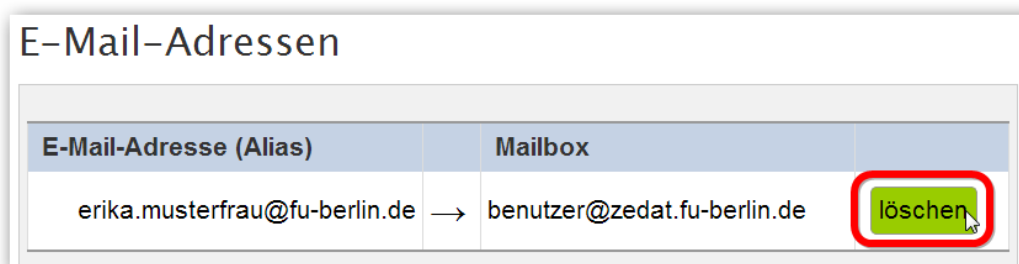 E-Mail-Adressen
E-Mail-Adresse (Alias) Mailbox
erika.musterfrau@fu-berlin.de → benutzer@zedat.fu-berlin.de löschen